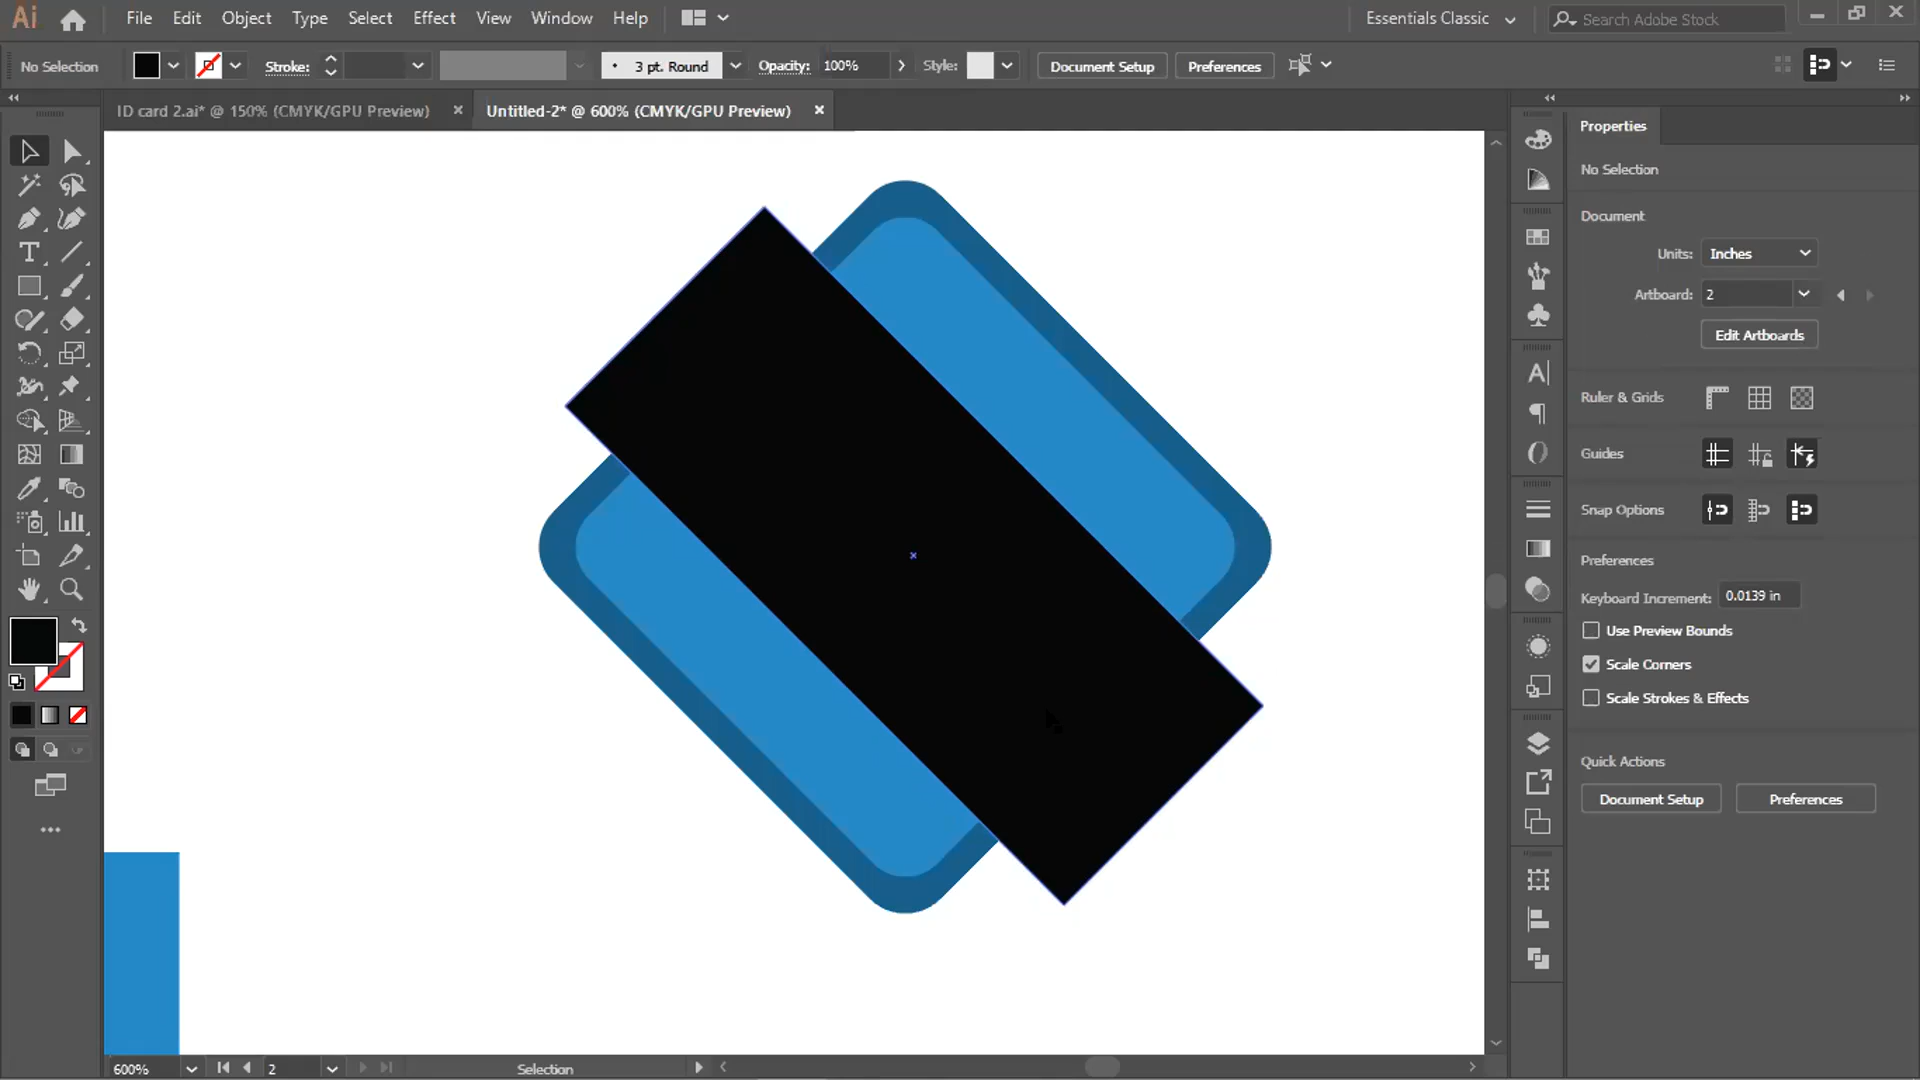 Ai File Edit Object Type Select Effect View Window Help Essentials Classic Search Adobe Stock
No Selection Stroke: 3 pt. Round Opacity: 100% Style: Document Setup Preferences
ID card 2.ai* @ 150% (CMYK/GPU Preview) Untitled-2* @ 600% (CMYK/GPU Preview)
Properties
No Selection
Document
Units: Inches
Artboard: 2
Edit Artboards
Ruler & Grids
Guides
Snap Options
Preferences
Keyboard Increment: 0.0139 in
Use Preview Bounds
Scale Corners
Scale Strokes & Effects
Quick Actions
Document Setup Preferences
600% 2 Selection